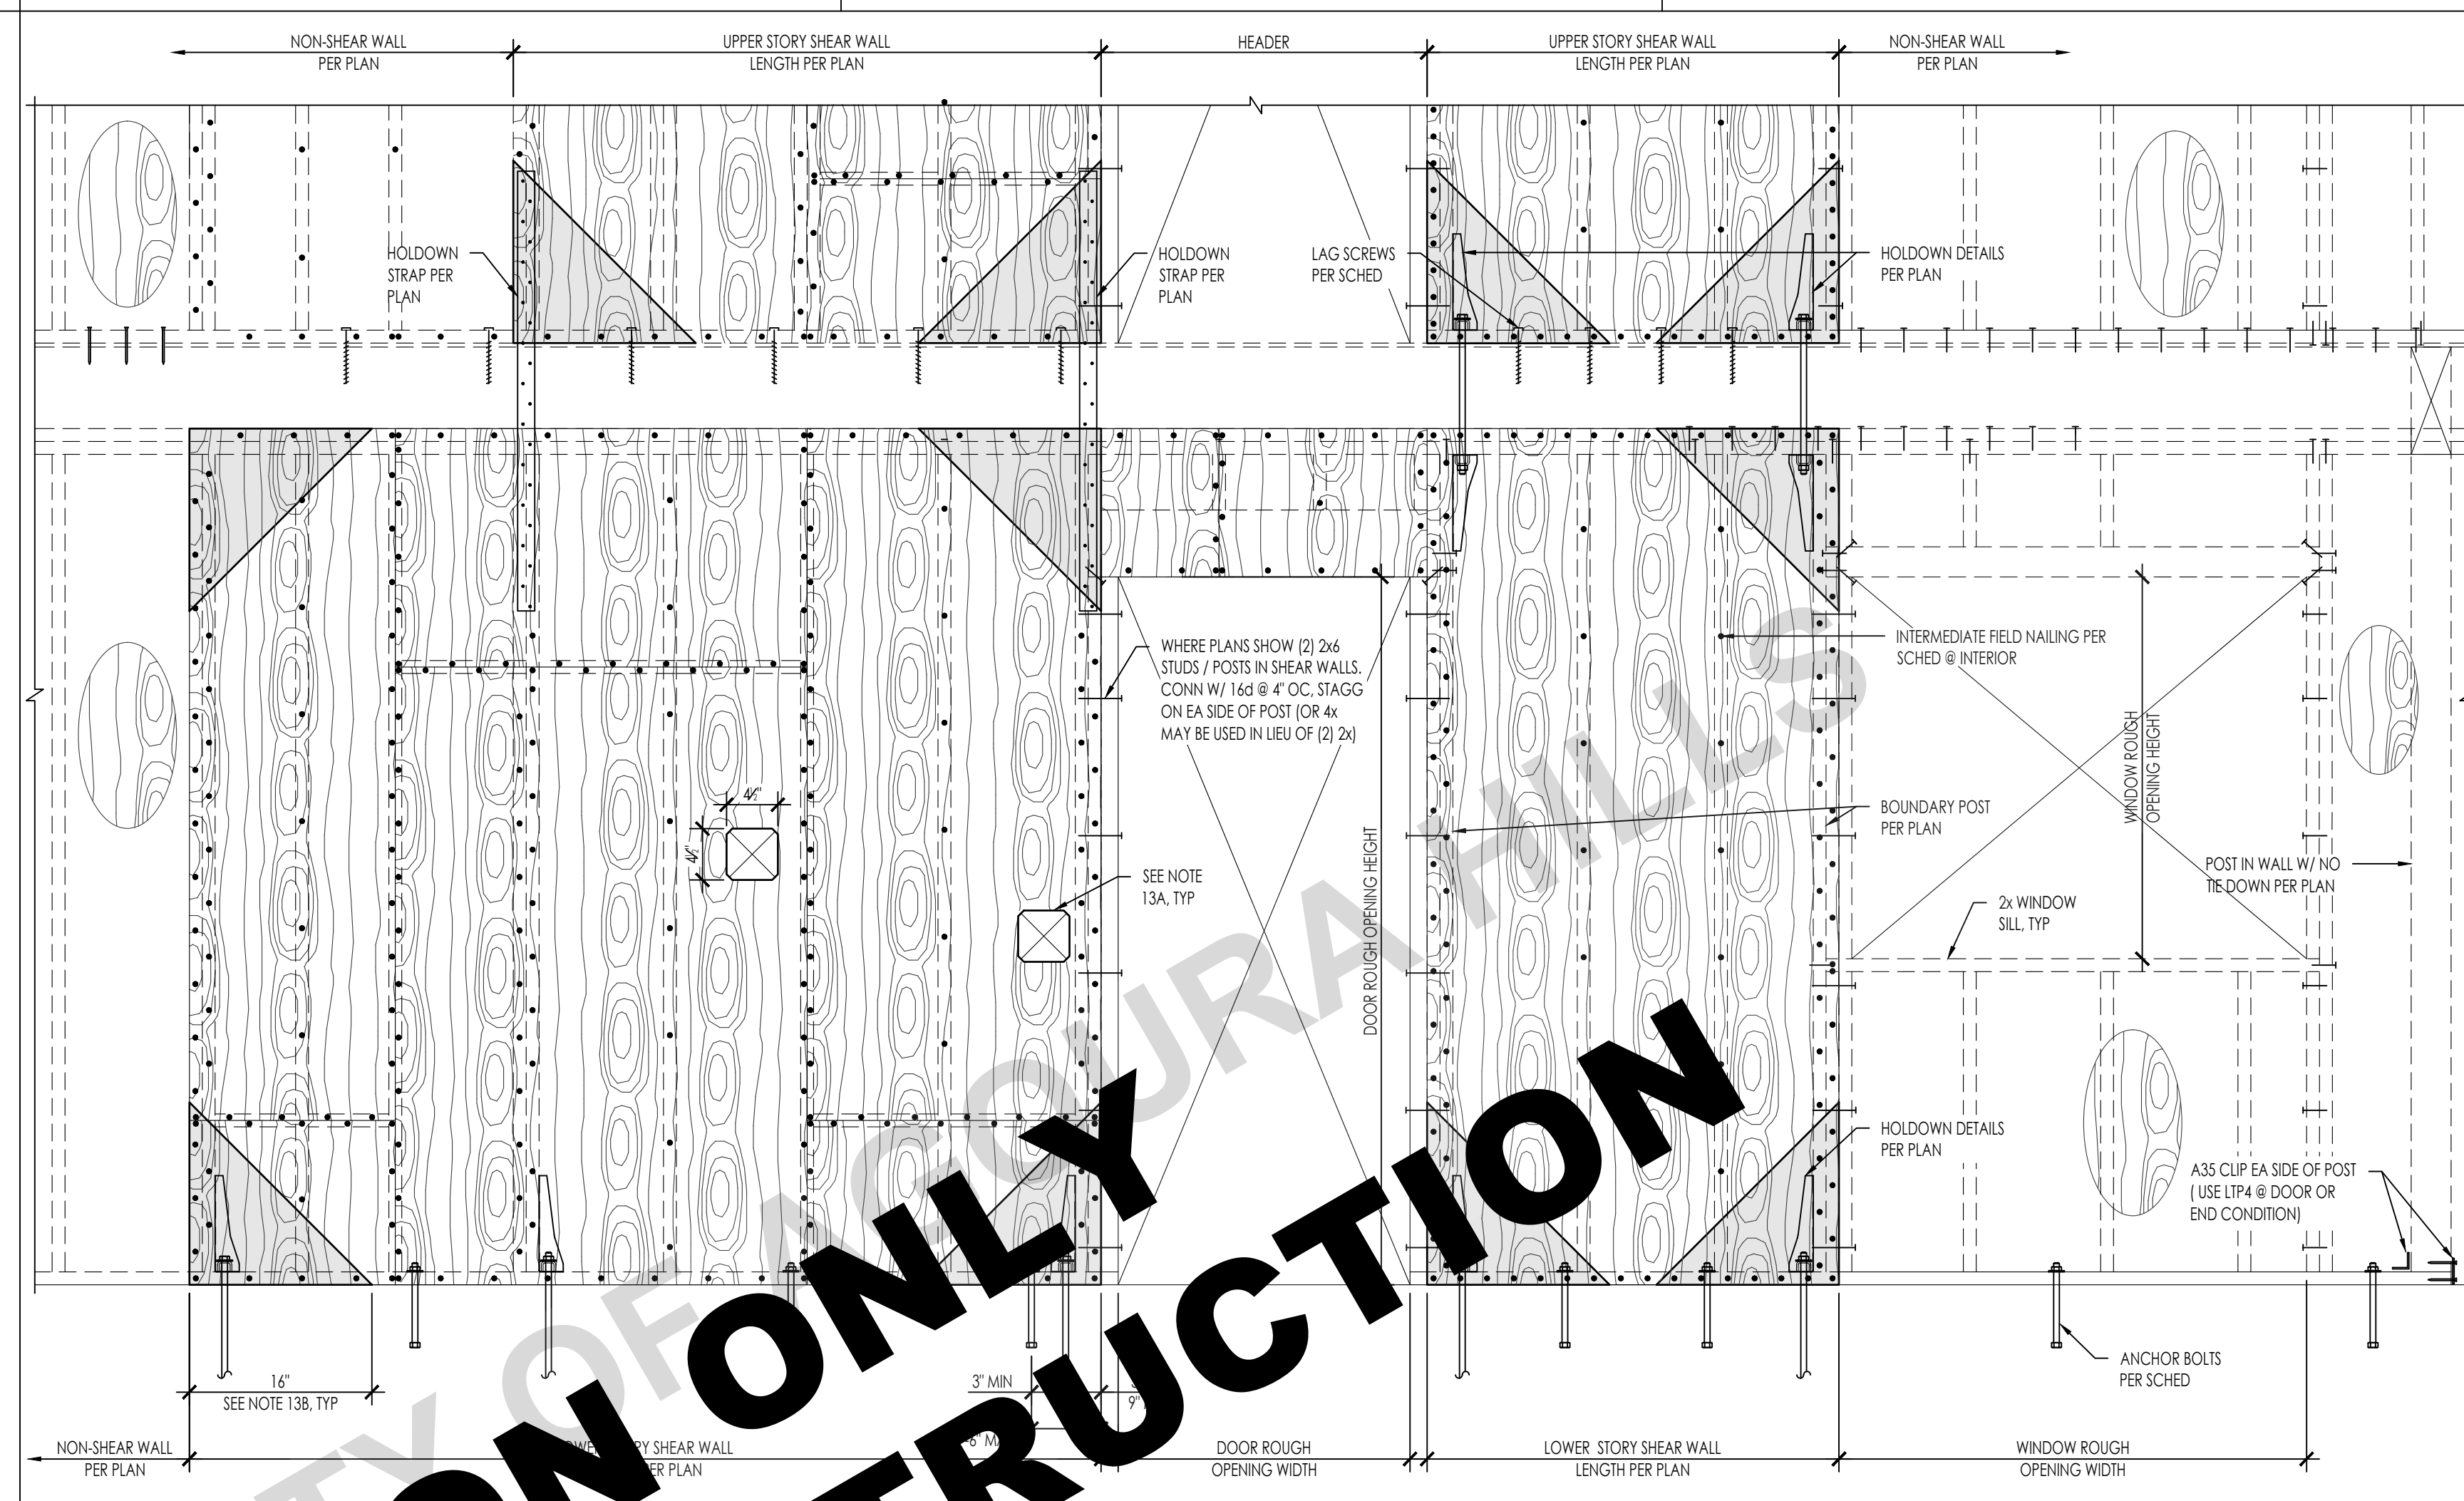 NON-SHEAR WALL
PER PLAN
UPPER STORY SHEAR WALL
LENGTH PER PLAN
HEADER
UPPER STORY SHEAR WALL
LENGTH PER PLAN
NON-SHEAR WALL
PER PLAN
HOLDOWN
STRAP PER
PLAN
HOLDOWN
STRAP PER
PLAN
LAG SCREWS
PER SCHED
HOLDOWN DETAILS
PER PLAN
WHERE PLANS SHOW (2) 2x6
STUDS / POSTS IN SHEAR WALLS.
CONN W/ 16d @ 4" OC, STAGG
ON EA SIDE OF POST (OR 4x
MAY BE USED IN LIEU OF (2) 2x)
INTERMEDIATE FIELD NAILING PER
SCHED @ INTERIOR
WINDOW ROUGH
OPENING HEIGHT
4½"
4½"
BOUNDARY POST
PER PLAN
DOOR ROUGH OPENING HEIGHT
POST IN WALL W/ NO
TIE DOWN PER PLAN
SEE NOTE
13A, TYP
2x WINDOW
SILL, TYP
HOLDOWN DETAILS
PER PLAN
A35 CLIP EA SIDE OF POST
( USE LTP4 @ DOOR OR
END CONDITION)
ANCHOR BOLTS
PER SCHED
16"
SEE NOTE 13B, TYP
3" MIN
9"
NON-SHEAR WALL
PER PLAN
SHEAR WALL
PER PLAN
DOOR ROUGH
OPENING WIDTH
LOWER STORY SHEAR WALL
LENGTH PER PLAN
WINDOW ROUGH
OPENING WIDTH
OF AGOURA HILLS
ON ONLY